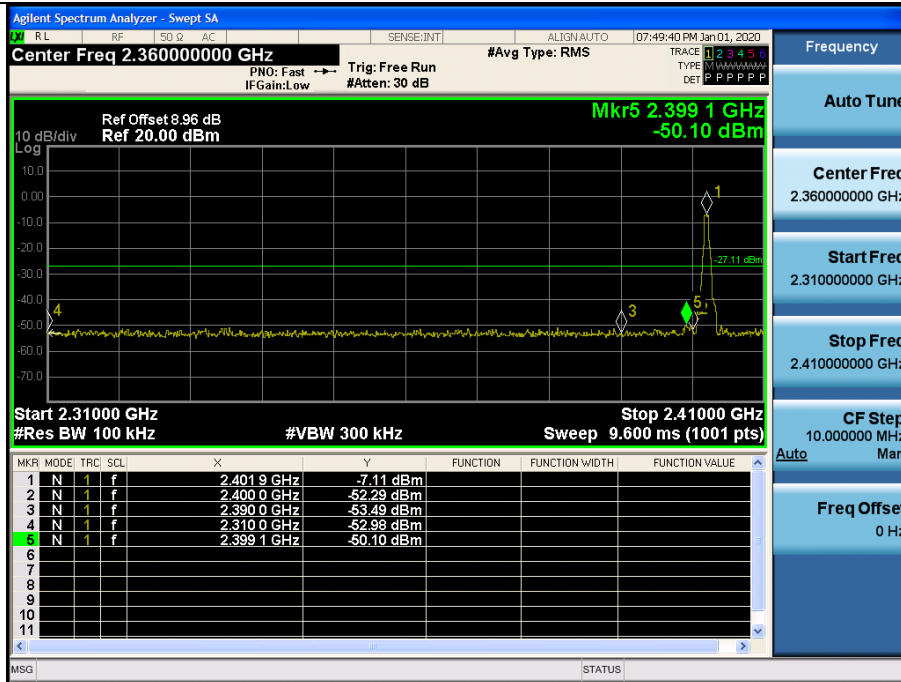 Agilent Spectrum Analyzer - Swept SA
LXI RL RF 50 Ω AC SENSE:INT ALIGN AUTO 07:49:40 PM Jan 01, 2020
Center Freq 2.360000000 GHz #Avg Type: RMS TRACE 1 2 3 4 5 6
PNO: Fast Trig: Free Run TYPE M WWWWW
IFGain:Low #Atten: 30 dB DET P P P P P P
Frequency
Auto Tune
Center Freq
2.360000000 GHz
Start Freq
2.310000000 GHz
Stop Freq
2.410000000 GHz
CF Step
10.000000 MHz
Auto Man
Freq Offset
0 Hz
Mkr5 2.399 1 GHz
Ref Offset 8.96 dB
10 dB/div Ref 20.00 dBm -50.10 dBm
Log
10.0
0.00
-10.0
-20.0
-30.0
-40.0
-50.0
-60.0
-70.0
1
-27.11 dBm
4
3
5
Start 2.31000 GHz Stop 2.41000 GHz
#Res BW 100 kHz #VBW 300 kHz Sweep 9.600 ms (1001 pts)
MKR MODE TRC SCL X Y FUNCTION FUNCTION WIDTH FUNCTION VALUE
1 N 1 f 2.401 9 GHz -7.11 dBm
2 N 1 f 2.400 0 GHz -52.29 dBm
3 N 1 f 2.390 0 GHz -53.49 dBm
4 N 1 f 2.310 0 GHz -52.98 dBm
5 N 1 f 2.399 1 GHz -50.10 dBm
6
7
8
9
10
11
MSG STATUS